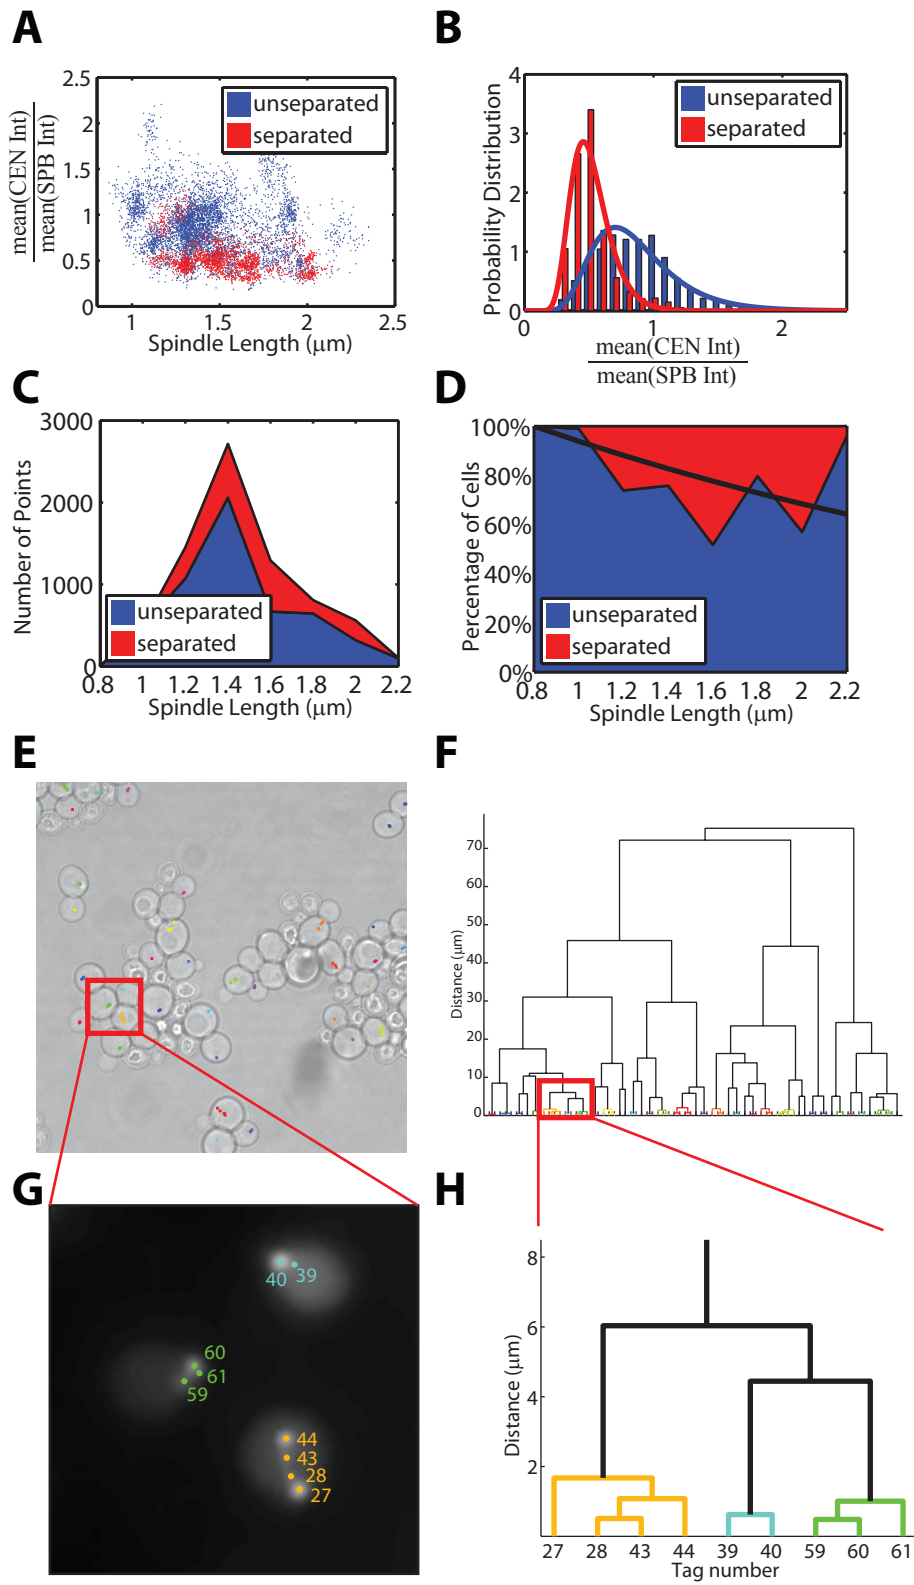 A
2.5
2
1.5
1
0.5
0
mean(CEN Int)
mean(SPB Int)
unseparated
separated
1
1.5
2
2.5
Spindle Length (μm)
B
4
3
2
1
0
Probability Distribution
unseparated
separated
0
1
2
mean(CEN Int)
mean(SPB Int)
C
3000
2000
1000
0
Number of Points
unseparated
separated
0.8
1
1.2
1.4
1.6
1.8
2
2.2
Spindle Length (μm)
D
100%
80%
60%
40%
20%
0%
Percentage of Cells
unseparated
separated
0.8
1
1.2
1.4
1.6
1.8
2
2.2
Spindle Length (μm)
E
F
70
60
50
40
30
20
10
0
Distance (μm)
G
40
39
60
61
59
44
43
28
27
H
8
6
4
2
Distance (μm)
27
28
43
44
39
40
59
60
61
Tag number